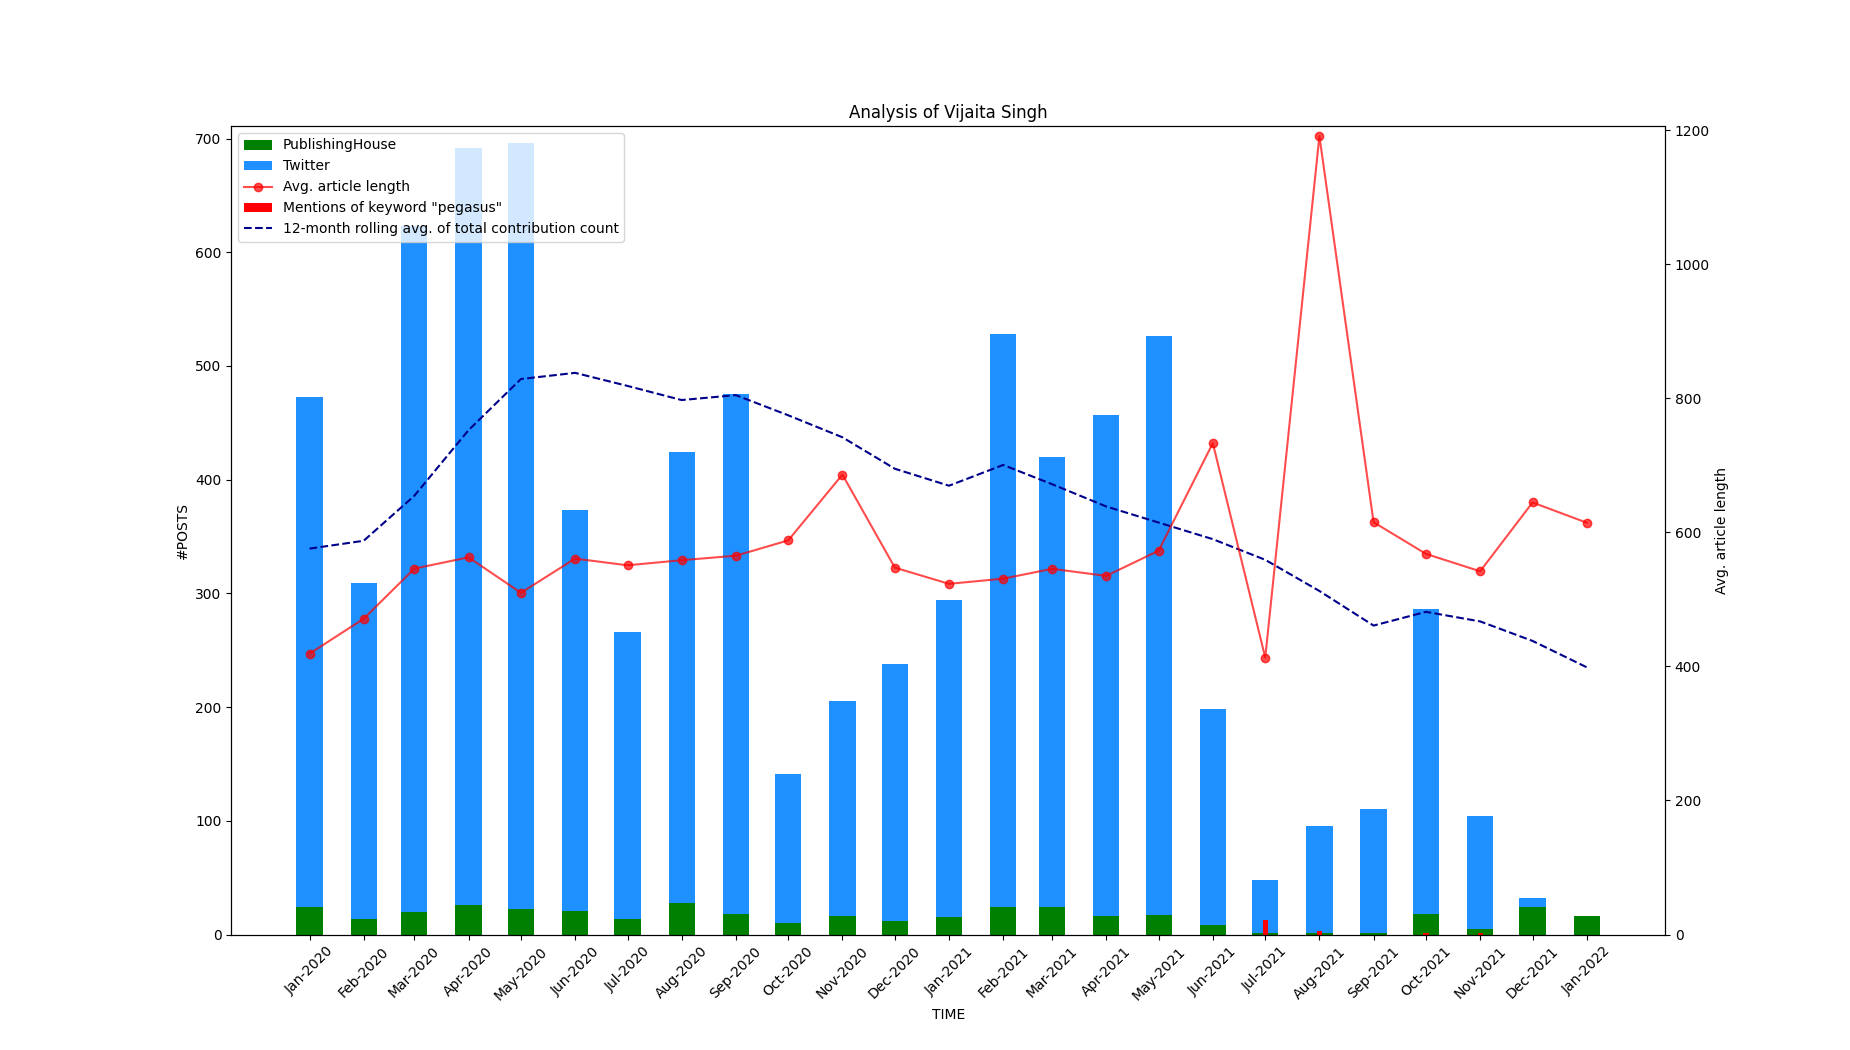 Analysis of Vijaita Singh
PublishingHouse
Twitter
Avg. article length
Mentions of keyword "pegasus"
12-month rolling avg. of total contribution count
700
600
500
400
300
200
100
0
#POSTS
1200
1000
800
600
400
200
0
Avg. article length
Jan-2020
Feb-2020
Mar-2020
Apr-2020
May-2020
Jun-2020
Jul-2020
Aug-2020
Sep-2020
Oct-2020
Nov-2020
Dec-2020
Jan-2021
Feb-2021
Mar-2021
Apr-2021
May-2021
Jun-2021
Jul-2021
Aug-2021
Sep-2021
Oct-2021
Nov-2021
Dec-2021
Jan-2022
TIME